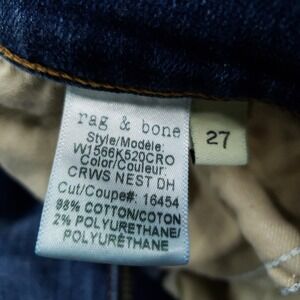 rag & bone
Style/Modèle:
W1566K520CRO
Color/Couleur:
CRWS NEST DH
Cut/Coupe#: 16454
98% COTTON/COTON
2% POLYURETHANE/
POLYURÉTHANE
27